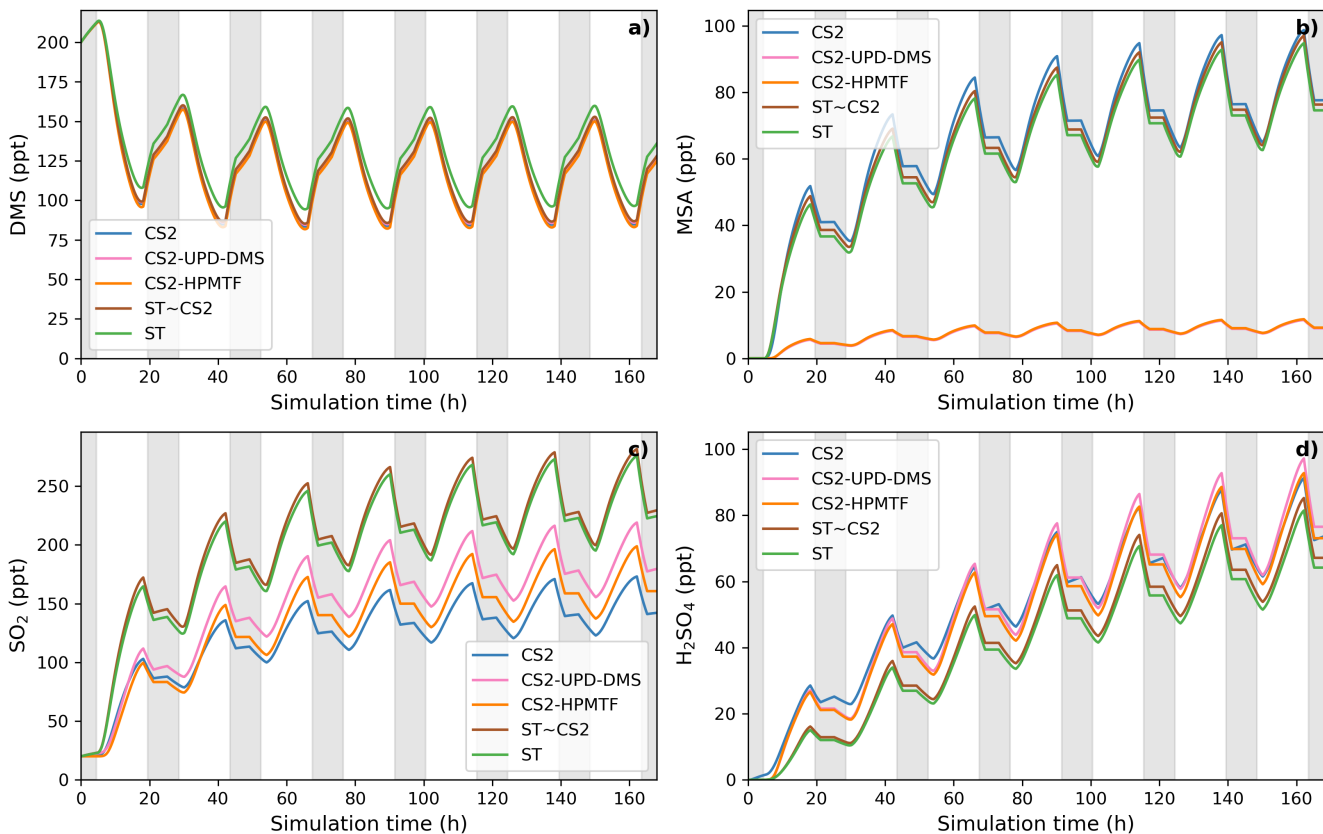 a)
200
175
150
125
100
75
50
25
0
DMS (ppt)
CS2
CS2-UPD-DMS
CS2-HPMTF
ST~CS2
ST
0 20 40 60 80 100 120 140 160
Simulation time (h)
b)
100
80
60
40
20
0
MSA (ppt)
CS2
CS2-UPD-DMS
CS2-HPMTF
ST~CS2
ST
0 20 40 60 80 100 120 140 160
Simulation time (h)
c)
250
200
150
100
50
0
SO₂ (ppt)
CS2
CS2-UPD-DMS
CS2-HPMTF
ST~CS2
ST
0 20 40 60 80 100 120 140 160
Simulation time (h)
d)
100
80
60
40
20
0
H₂SO₄ (ppt)
CS2
CS2-UPD-DMS
CS2-HPMTF
ST~CS2
ST
0 20 40 60 80 100 120 140 160
Simulation time (h)